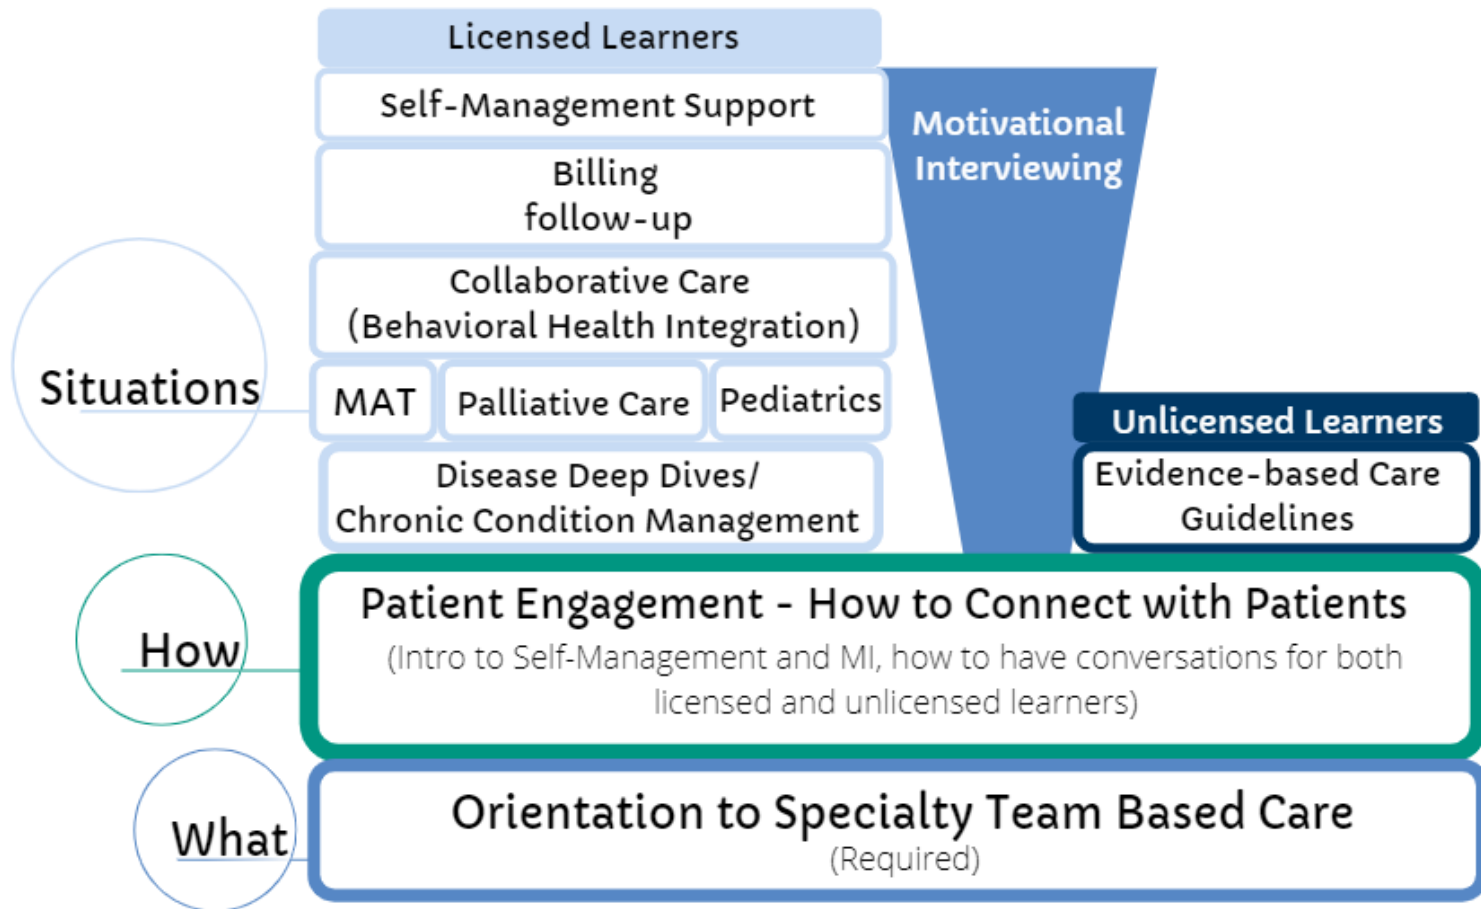 Licensed Learners
Self-Management Support
Motivational
Interviewing
Billing
follow-up
Collaborative Care
(Behavioral Health Integration)
Situations
MAT
Palliative Care
Pediatrics
Unlicensed Learners
Disease Deep Dives/
Chronic Condition Management
Evidence-based Care
Guidelines
How
Patient Engagement - How to Connect with Patients
(Intro to Self-Management and MI, how to have conversations for both
licensed and unlicensed learners)
What
Orientation to Specialty Team Based Care
(Required)